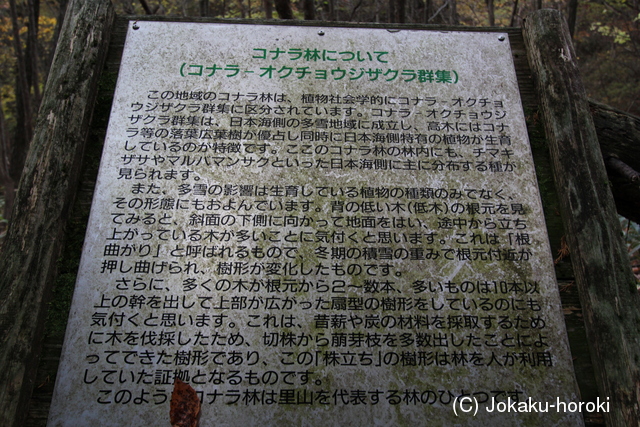 コナラ林について
(コナラ−オクチョウジザクラ群集)
この地域のコナラ林は、植物社会学的にコナラ−オクチョ
ウジザクラ群集に区分されています。コナラ−オクチョウジ
ザクラ群集は、日本海側の多雪地域に成立し、高木にはコナ
ラ等の落葉広葉樹が優占し同時に日本海側特有の植物が生育
しているのが特徴です。ここのコナラ林の林内にも、チマキ
ザサやマルバマンサクといった日本海側に主に分布する種が
見られます。
また、多雪の影響は生育している植物の種類のみでなく、
その形態にもおよんでいます。背の低い木(低木)の根元を見
てみると、斜面の下側に向かって地面をはい、途中から立ち
上がっている木が多いことに気付くと思います。これは「根
曲がり」と呼ばれるもので、冬期の積雪の重みで根元付近が
押し曲げられ、樹形が変化したものです。
さらに、多くの木が根元から2〜数本、多いものは10本以
上の幹を出して上部が広がった扇型の樹形をしているのにも
気付くと思います。これは、昔薪や炭の材料を採取するため
に木を伐採したため、切株から萌芽枝を多数出したことによ
ってできた樹形であり、この「株立ち」の樹形は林を人が利用
していた証拠となるものです。
このよう コナラ林は里山を代表する林のひとつです
(C) Jokaku-horoki